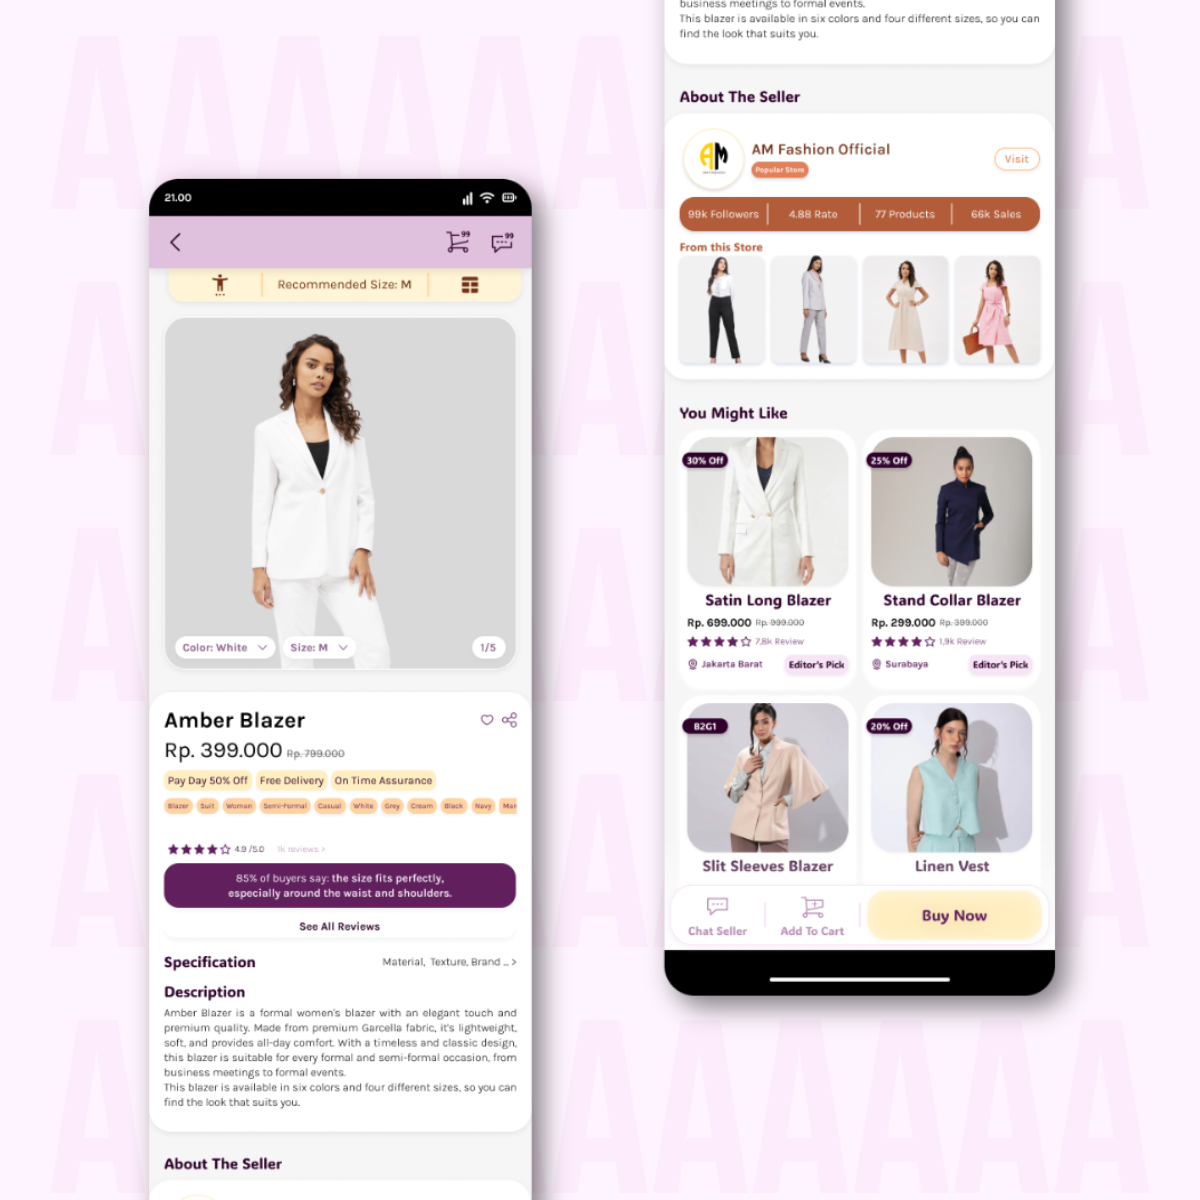 21.00
99
99
Recommended Size: M
Color: White
Size: M
1/5
Amber Blazer
Rp. 399.000 Rp. 799.000
Pay Day 50% Off
Free Delivery
On Time Assurance
Blazer
Suit
Woman
Semi-Formal
Casual
White
Grey
Cream
Black
Navy
Mar
4.9 /5.0
1k reviews >
85% of buyers say: the size fits perfectly,
especially around the waist and shoulders.
See All Reviews
Specification
Material, Texture, Brand ... >
Description
Amber Blazer is a formal women's blazer with an elegant touch and
premium quality. Made from premium Garcella fabric, it's lightweight,
soft, and provides all-day comfort. With a timeless and classic design,
this blazer is suitable for every formal and semi-formal occasion, from
business meetings to formal events.
This blazer is available in six colors and four different sizes, so you can
find the look that suits you.
About The Seller
business meetings to formal events.
This blazer is available in six colors and four different sizes, so you can
find the look that suits you.
About The Seller
AM
AM Fashion Official
Popular Store
Visit
99k Followers
4.88 Rate
77 Products
66k Sales
From this Store
You Might Like
30% Off
Satin Long Blazer
Rp. 699.000 Rp. 999.000
7,8k Review
Jakarta Barat
Editor's Pick
25% Off
Stand Collar Blazer
Rp. 299.000 Rp. 399.000
1,9k Review
Surabaya
Editor's Pick
B2G1
Slit Sleeves Blazer
20% Off
Linen Vest
Chat Seller
Add To Cart
Buy Now